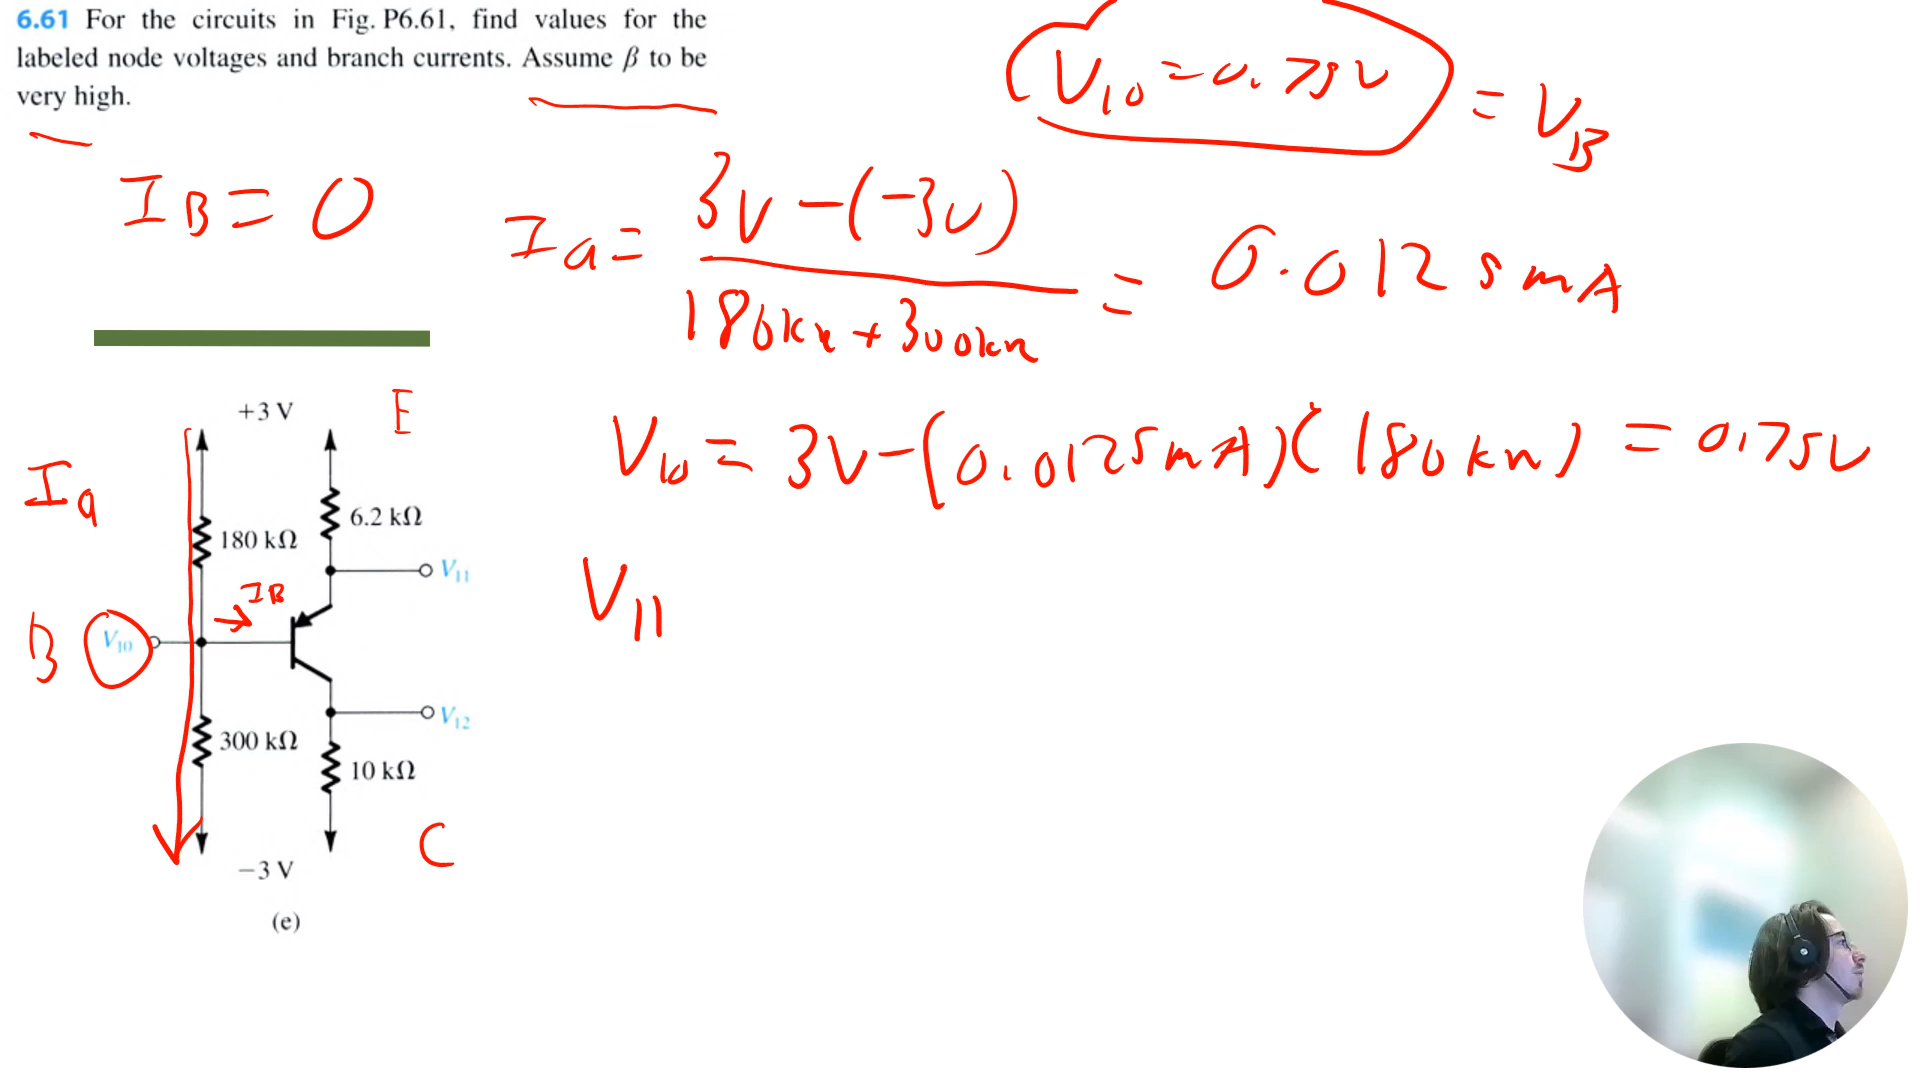 6.61 For the circuits in Fig. P6.61, find values for the
labeled node voltages and branch currents. Assume β to be
very high.
V10 = 0.75V = VB
IB = 0
Ia = 3V - (-3V) / 180kΩ + 300kΩ = 0.0125mA
V10 = 3V - (0.0125mA)(180kΩ) = 0.75V
V11
+3 V
E
Ia
6.2 kΩ
180 kΩ
V11
IB
B
V10
V12
300 kΩ
10 kΩ
C
−3 V
(e)